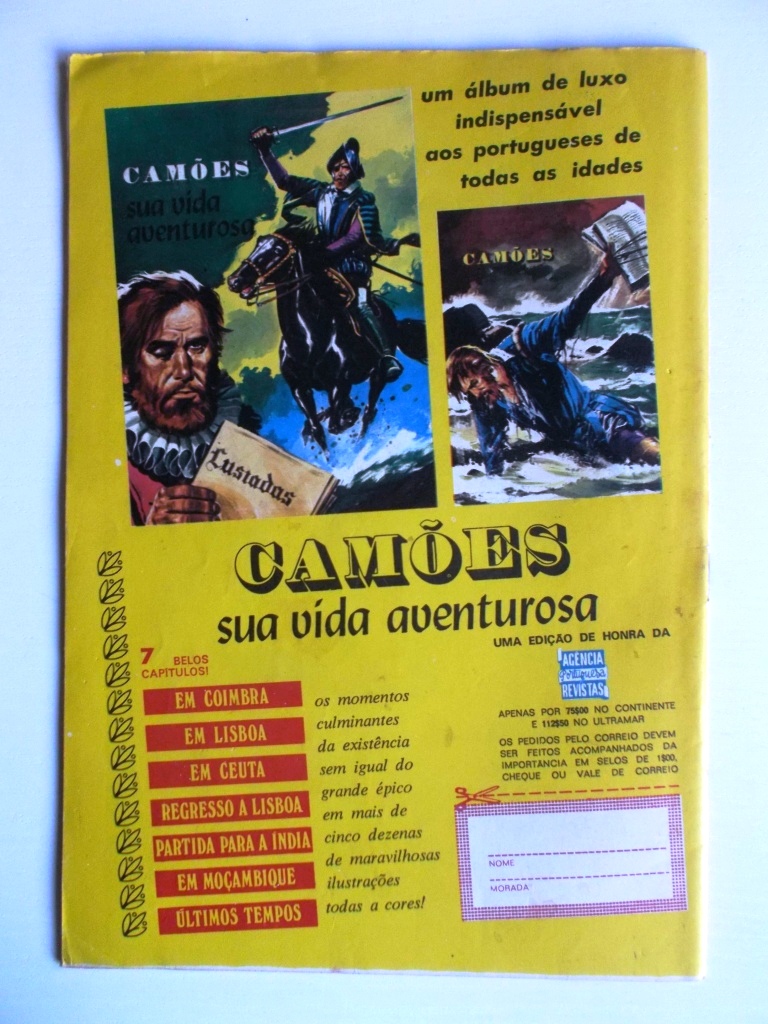 um álbum de luxo
indispensável
aos portugueses de
todas as idades
CAMÕES
sua vida
aventurosa
Lusiadas
CAMÕES
CAMÕES
sua vida aventurosa
UMA EDIÇÃO DE HONRA DA
AGÊNCIA
portuguesa
REVISTAS
APENAS POR 75$00 NO CONTINENTE
E 112$50 NO ULTRAMAR
OS PEDIDOS PELO CORREIO DEVEM
SER FEITOS ACOMPANHADOS DA
IMPORTÂNCIA EM SELOS DE 1$00,
CHEQUE OU VALE DE CORREIO
7 BELOS
CAPÍTULOS!
EM COIMBRA
EM LISBOA
EM CEUTA
REGRESSO A LISBOA
PARTIDA PARA A ÍNDIA
EM MOÇAMBIQUE
ÚLTIMOS TEMPOS
os momentos
culminantes
da existência
sem igual do
grande épico
em mais de
cinco dezenas
de maravilhosas
ilustrações
todas a cores!
NOME
MORADA